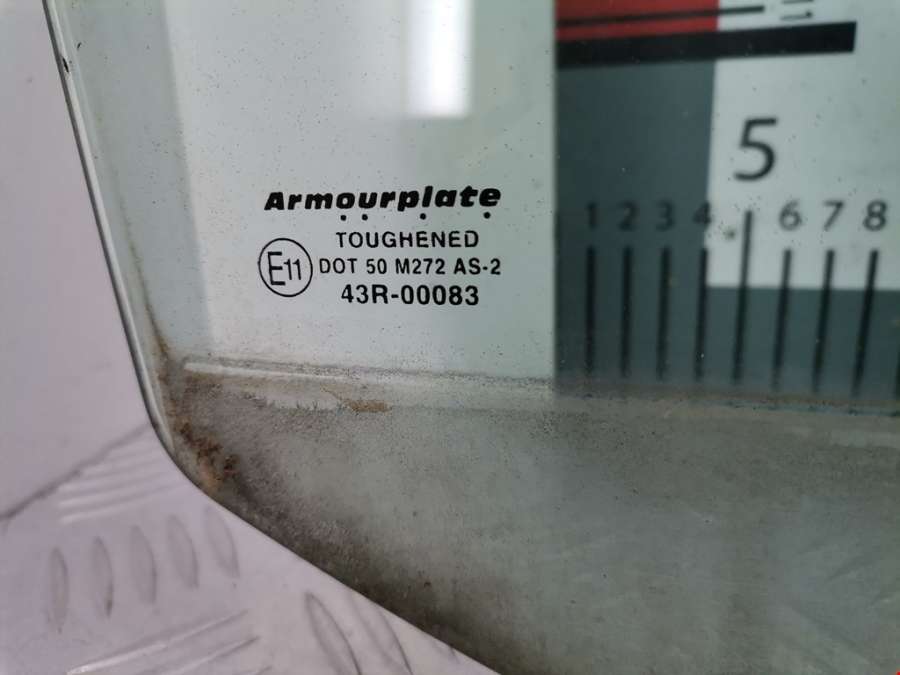 5
1 2 3 4 6 7 8
Armourplate
TOUGHENED
E11 DOT 50 M272 AS-2
43R-00083